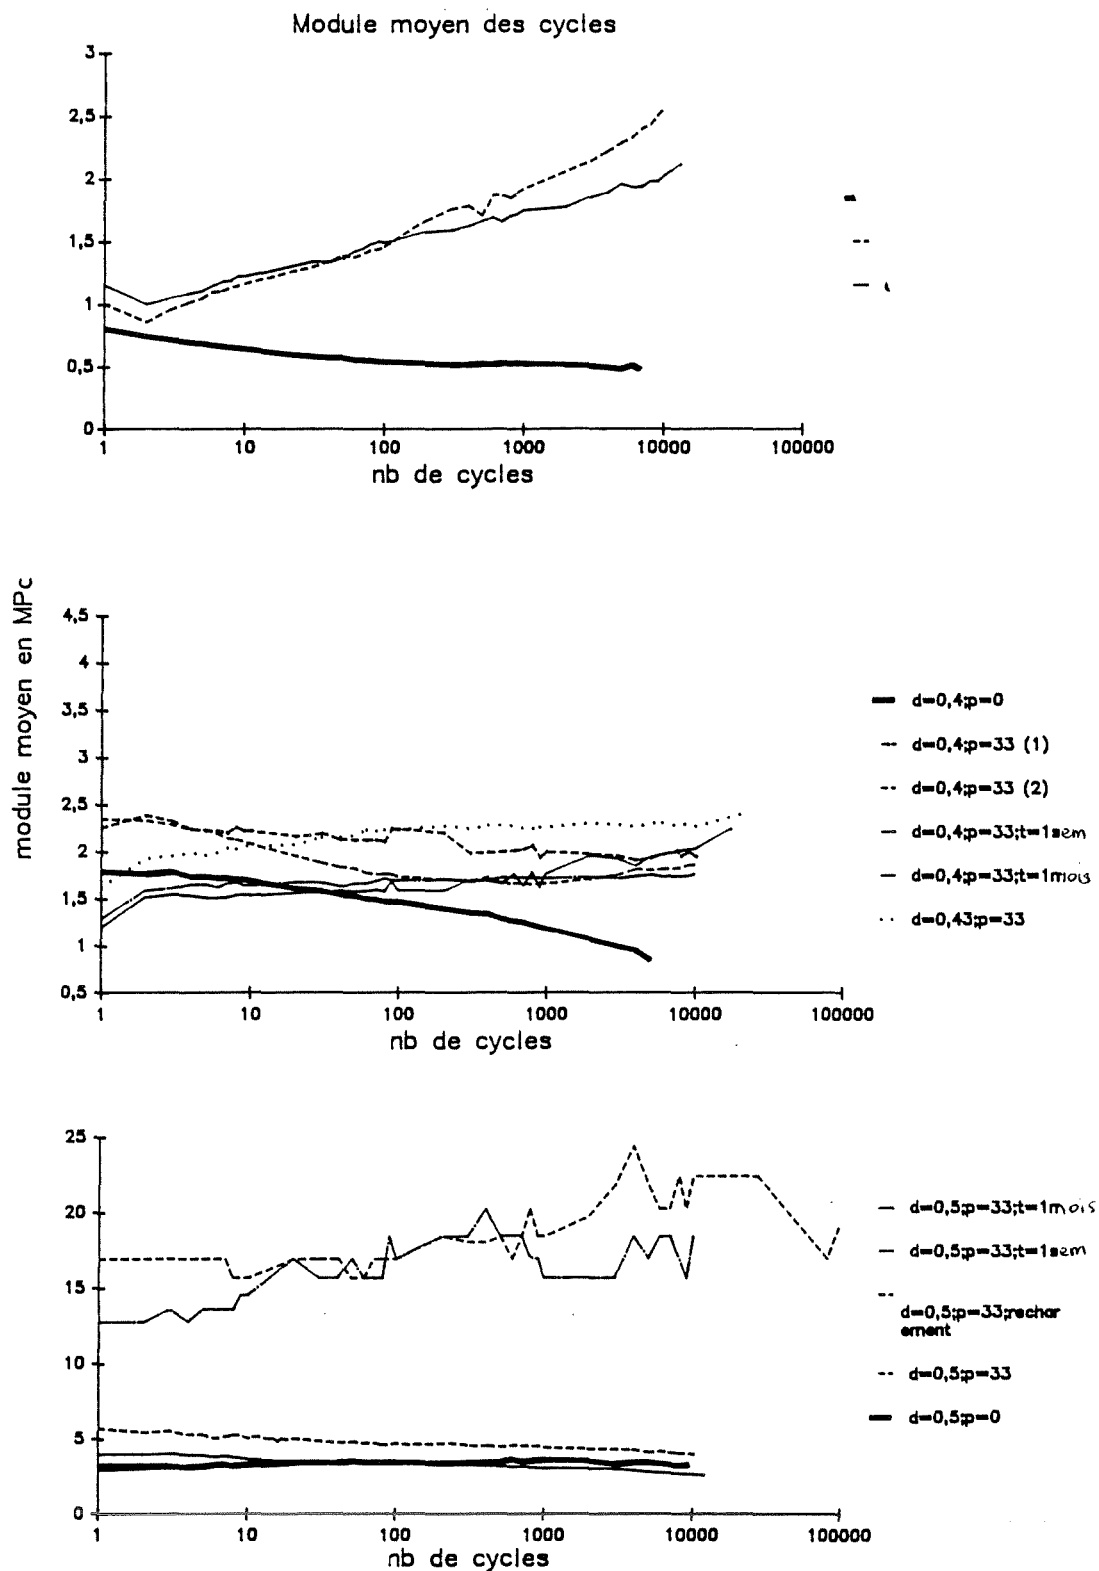 Module moyen des cycles
3
2,5
2
1,5
1
0,5
0
1 10 100 1000 10000 100000
nb de cycles
module moyen en MPc
4,5
4
3,5
3
2,5
2
1,5
1
0,5
1 10 100 1000 10000 100000
nb de cycles
d=0,4;p=0
d=0,4;p=33 (1)
d=0,4;p=33 (2)
d=0,4;p=33;t=1sem
d=0,4;p=33;t=1mois
d=0,43;p=33
25
20
15
10
5
0
1 10 100 1000 10000 100000
nb de cycles
d=0,5;p=33;t=1mois
d=0,5;p=33;t=1sem
d=0,5;p=33;rechar
ement
d=0,5;p=33
d=0,5;p=0